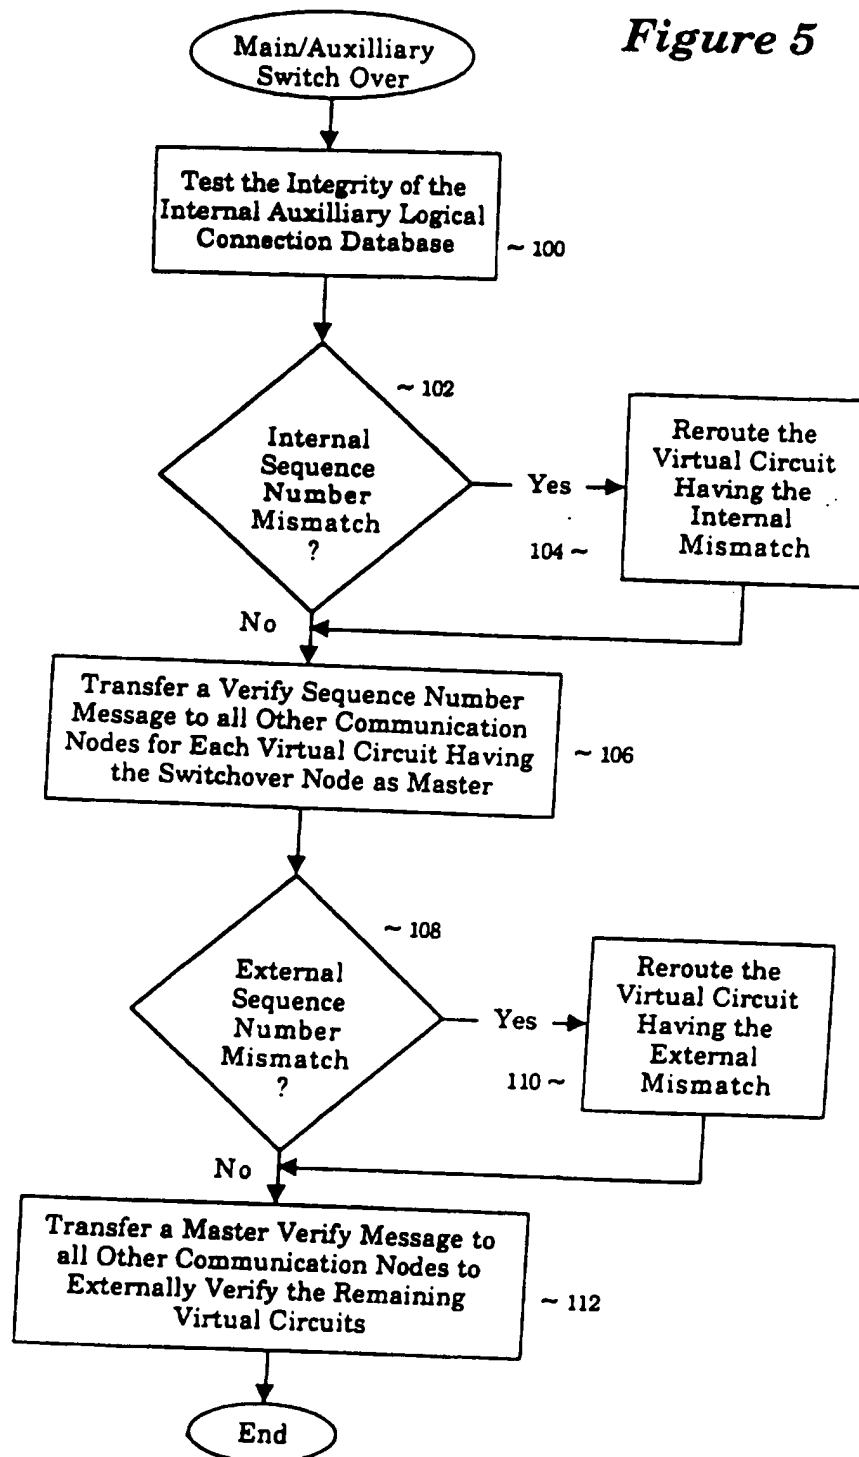 Figure 5
Main/Auxilliary
Switch Over
Test the Integrity of the
Internal Auxilliary Logical
Connection Database
~ 100
~ 102
Internal
Sequence
Number
Mismatch
?
Yes
Reroute the
Virtual Circuit
Having the
Internal
Mismatch
104 ~
No
Transfer a Verify Sequence Number
Message to all Other Communication
Nodes for Each Virtual Circuit Having
the Switchover Node as Master
~ 106
~ 108
External
Sequence
Number
Mismatch
?
Yes
Reroute the
Virtual Circuit
Having the
External
Mismatch
110 ~
No
Transfer a Master Verify Message to
all Other Communication Nodes to
Externally Verify the Remaining
Virtual Circuits
~ 112
End